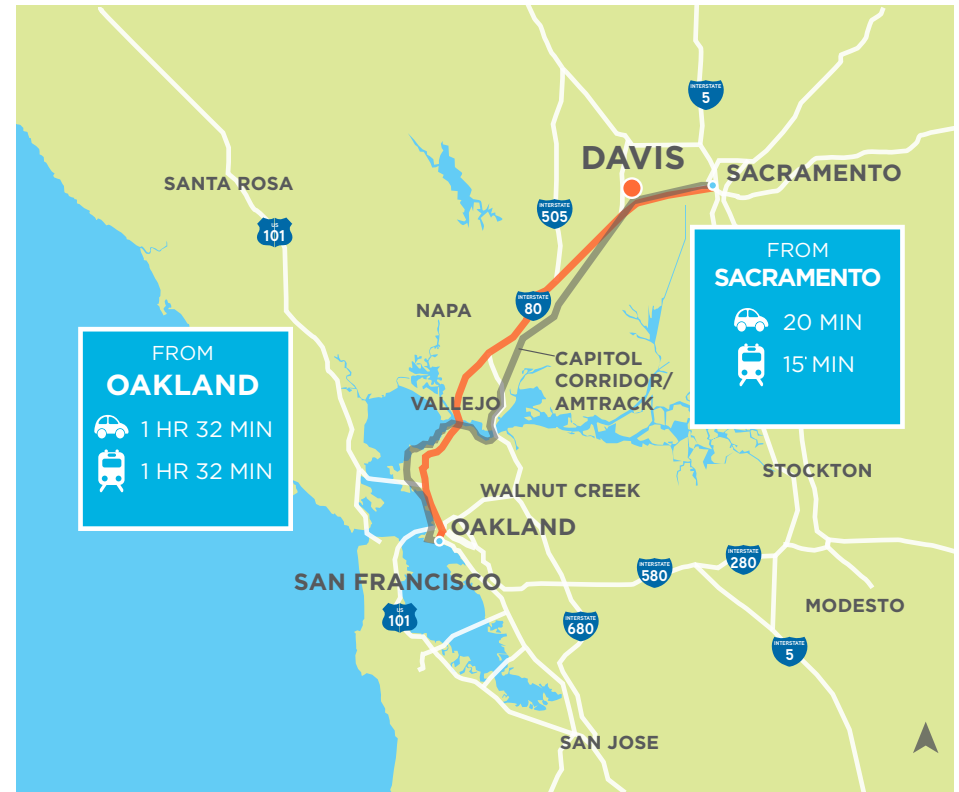 INTERSTATE
5
DAVIS
SACRAMENTO
SANTA ROSA
US
101
INTERSTATE
505
FROM
SACRAMENTO
20 MIN
15* MIN
NAPA
INTERSTATE
80
FROM
OAKLAND
1 HR 32 MIN
1 HR 32 MIN
CAPITOL
CORRIDOR/
AMTRACK
VALLEJO
STOCKTON
WALNUT CREEK
OAKLAND
SAN FRANCISCO
INTERSTATE
580
INTERSTATE
280
MODESTO
US
101
INTERSTATE
680
INTERSTATE
5
SAN JOSE